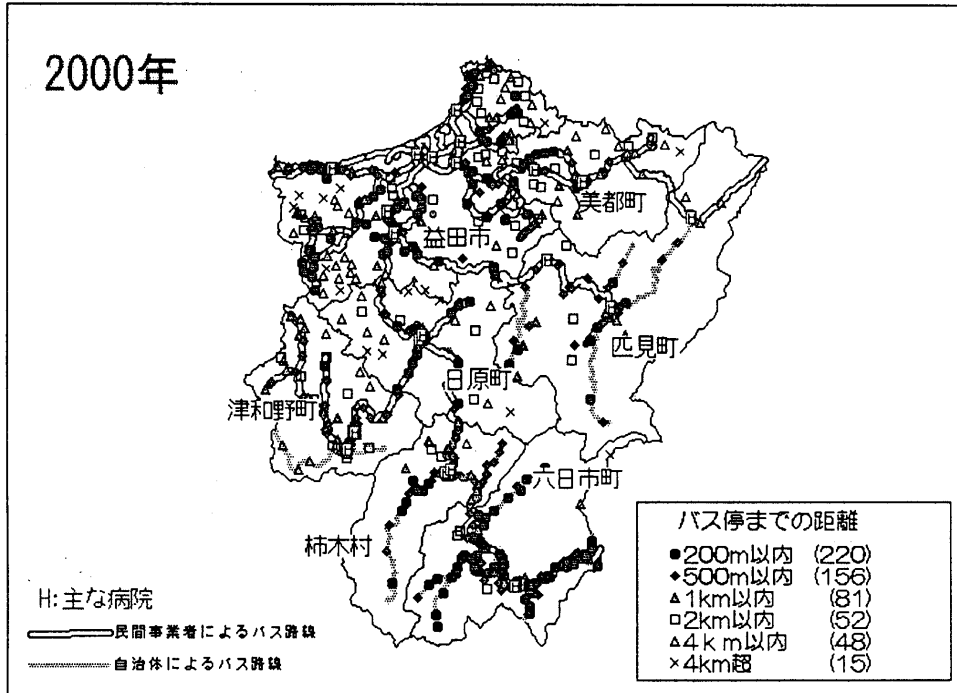 2000年
美都町
益田市
匹見町
日原町
津和野町
六日市町
柿木村
バス停までの距離
200m以内 (220)
500m以内 (156)
1km以内 (81)
2km以内 (52)
4km以内 (48)
4km超 (15)
H:主な病院
民間事業者によるバス路線
自治体によるバス路線